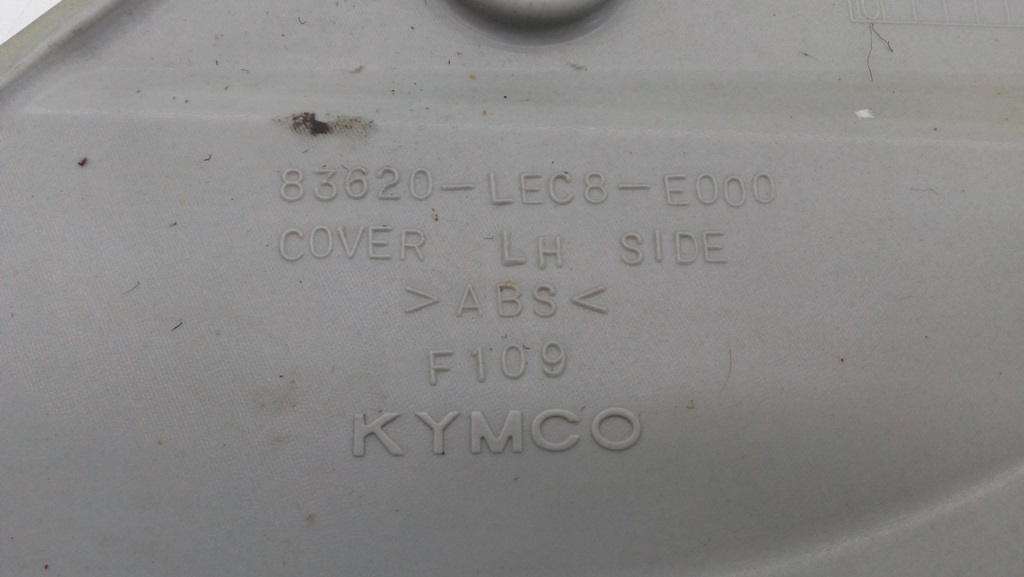 83620-LEC8-E000
COVER LH SIDE
>ABS<
F109
KYMCO